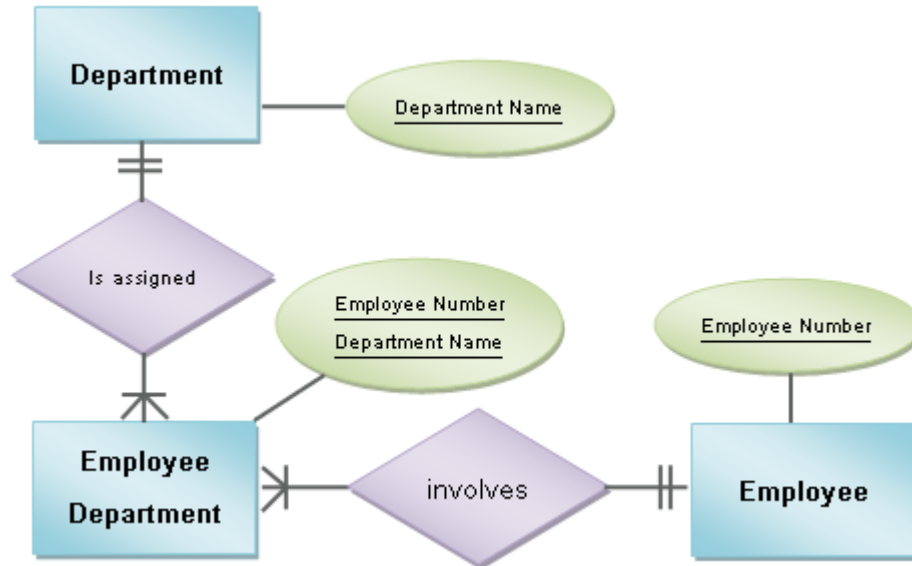 Department
Department Name
Is assigned
Employee Number
Department Name
Employee Number
Employee
Department
involves
Employee